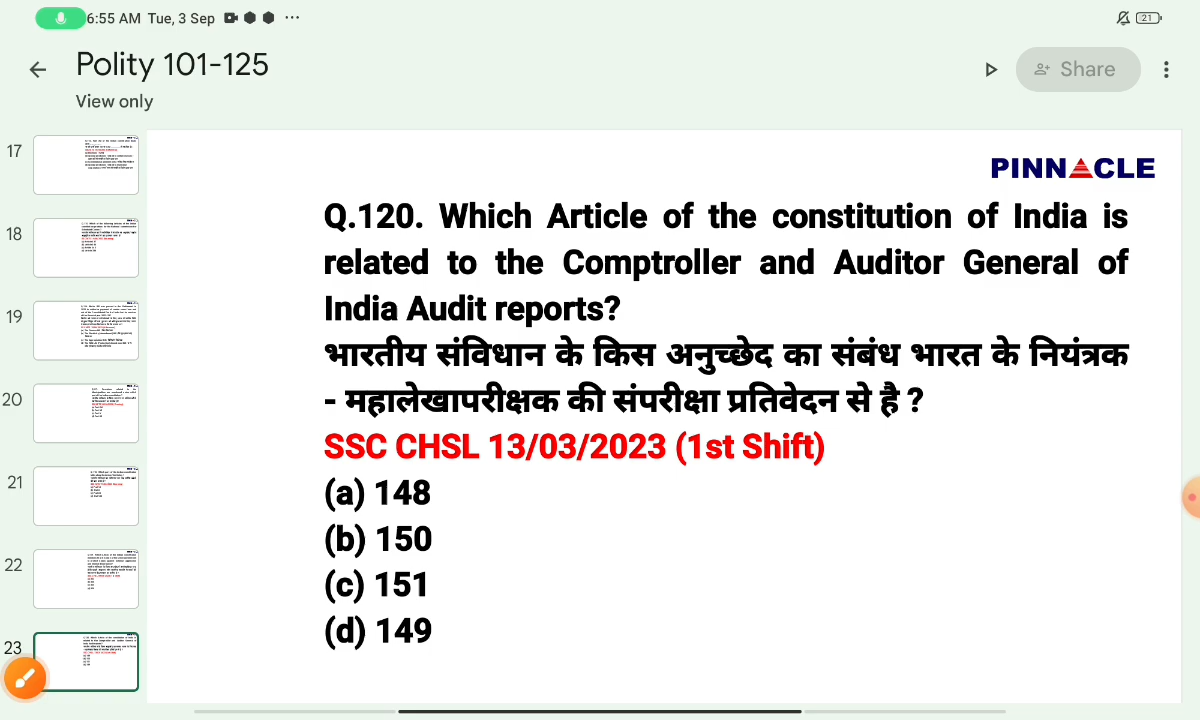 6:55 AM Tue, 3 Sep
21
Polity 101-125
Share
View only
17
18
19
20
21
22
23
PINNACLE
Q.120. Which Article of the constitution of India is
related to the Comptroller and Auditor General of
India Audit reports?
भारतीय संविधान के किस अनुच्छेद का संबंध भारत के नियंत्रक
- महालेखापरीक्षक की संपरीक्षा प्रतिवेदन से है ?
SSC CHSL 13/03/2023 (1st Shift)
(a) 148
(b) 150
(c) 151
(d) 149